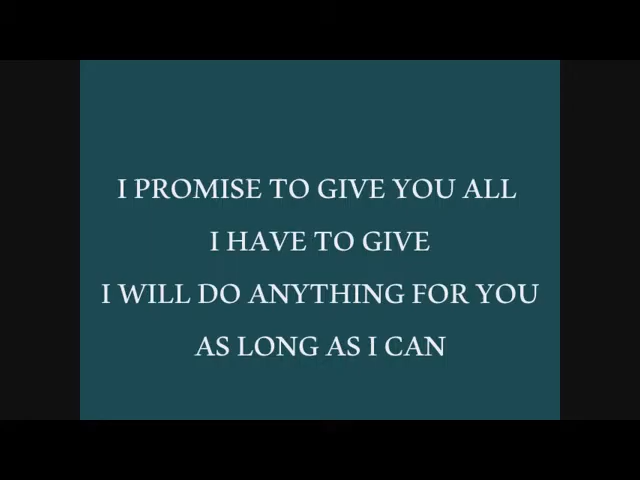 I PROMISE TO GIVE YOU ALL
I HAVE TO GIVE
I WILL DO ANYTHING FOR YOU
AS LONG AS I CAN